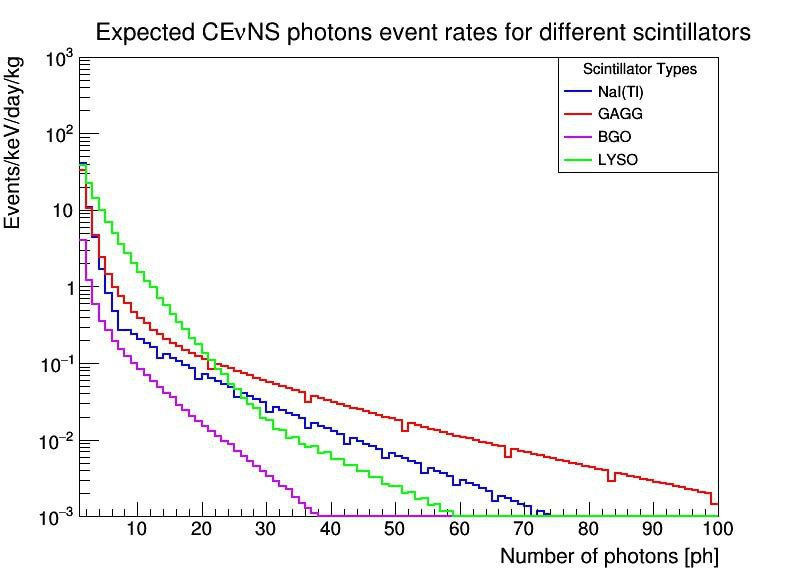 Expected CEνNS photons event rates for different scintillators
Events/keV/day/kg
10³
10²
10
1
10⁻¹
10⁻²
10⁻³
Scintillator Types
NaI(Tl)
GAGG
BGO
LYSO
10 20 30 40 50 60 70 80 90 100
Number of photons [ph]